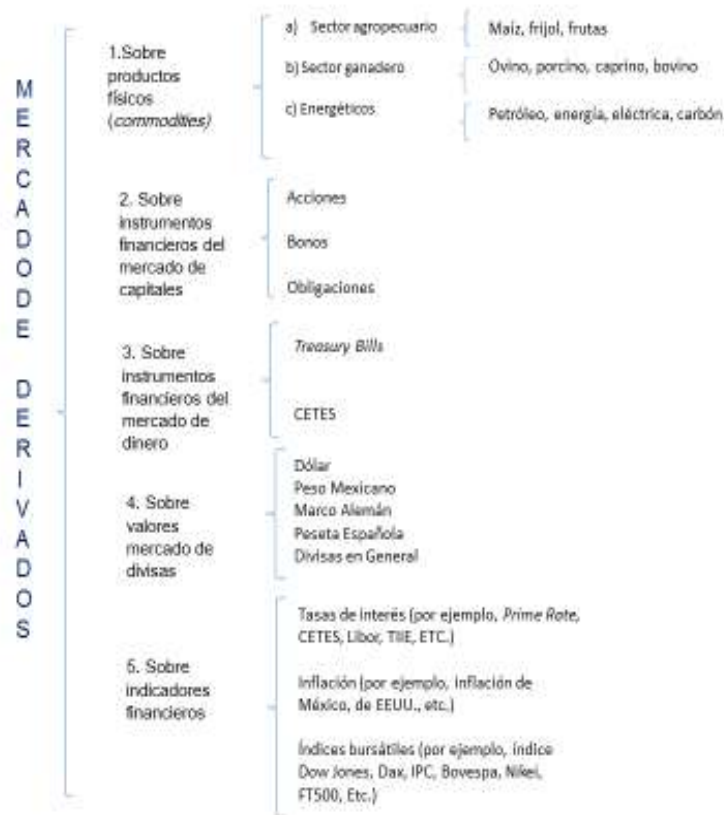 MERCADODE DERIVADOS
1.Sobre
productos
físicos
(commodities)
a) Sector agropecuario
Maíz, frijol, frutas
b) Sector ganadero
Ovino, porcino, caprino, bovino
c) Energéticos
Petróleo, energía, eléctrica, carbón
2. Sobre
instrumentos
financieros del
mercado de
capitales
Acciones
Bonos
Obligaciones
3. Sobre
instrumentos
financieros del
mercado de
dinero
Treasury Bills
CETES
4. Sobre
valores
mercado de
divisas
Dólar
Peso Mexicano
Marco Alemán
Peseta Española
Divisas en General
5. Sobre
indicadores
financieros
Tasas de interés (por ejemplo, Prime Rate,
CETES, Libor, TIIE, ETC.)
Inflación (por ejemplo, inflación de
México, de EEUU., etc.)
Índices bursátiles (por ejemplo, índice
Dow Jones, Dax, IPC, Bovespa, Nikei,
FT500, Etc.)